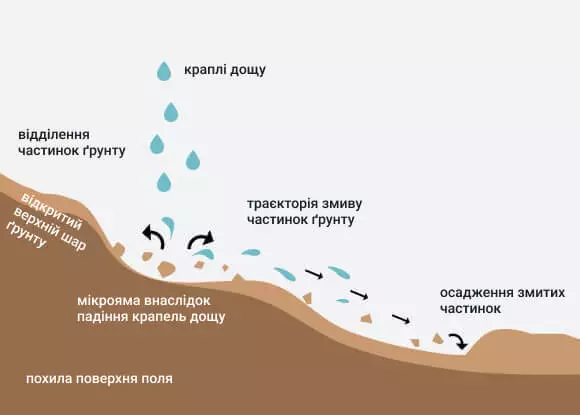 краплі дощу
відділення
частинок ґрунту
відкритий
верхній шар
ґрунту
траєкторія змиву
частинок ґрунту
мікрояма внаслідок
падіння крапель дощу
осадження змитих
частинок
похила поверхня поля